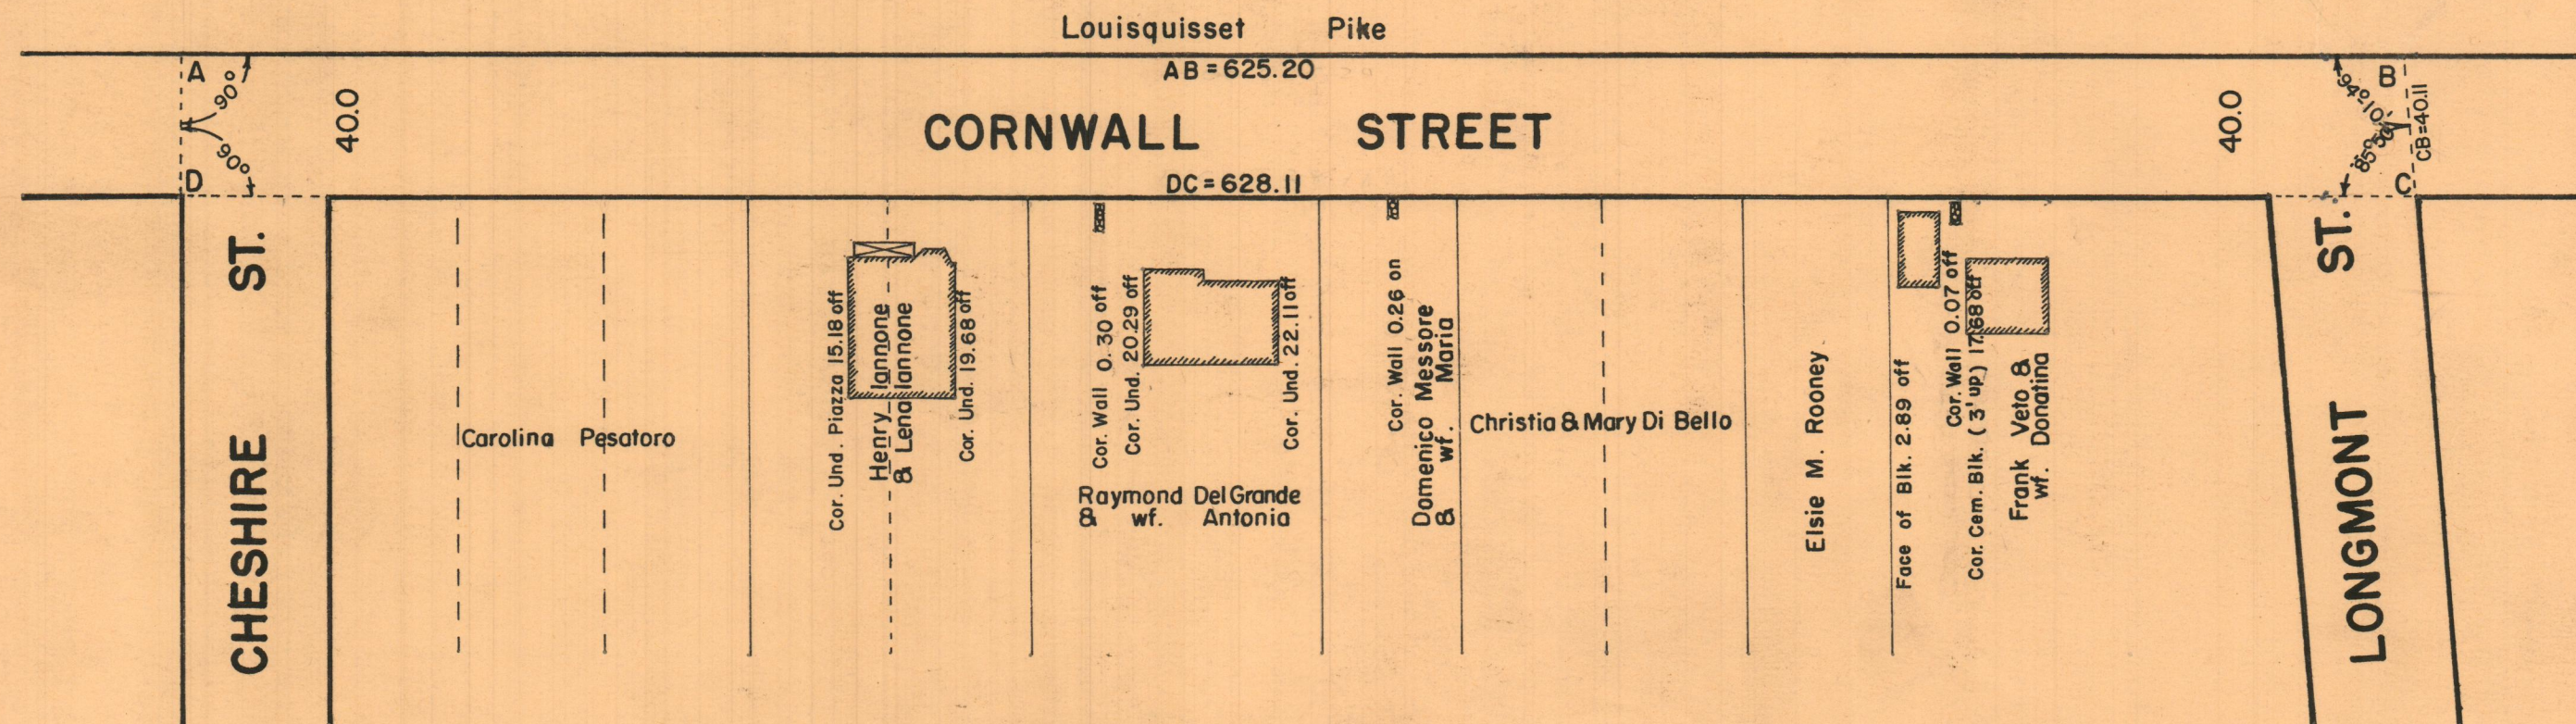 Louisquisset Pike
AB = 625.20
A
90°
90°
D
40.0
CORNWALL STREET
DC = 628.11
40.0
B
94°-10'
85°50'
CB=40.11
C
CHESHIRE ST.
Carolina Pesatoro
Cor. Und. Piazza 15.18 off
Henry Iannone
& Lena Iannone
Cor. Und. 19.68 off
Cor. Wall 0.30 off
Cor. Und. 20.29 off
Cor. Und. 22.11 off
Raymond Del Grande
& wf. Antonia
Cor. Wall 0.26 on
Domenico Messore
& wf. Maria
Christia & Mary Di Bello
Elsie M. Rooney
Face of Blk. 2.89 off
Cor. Wall 0.07 off
Cor. Cem. Blk. (3' up) 17.68 off
Frank Veto &
wf. Donatina
LONGMONT ST.